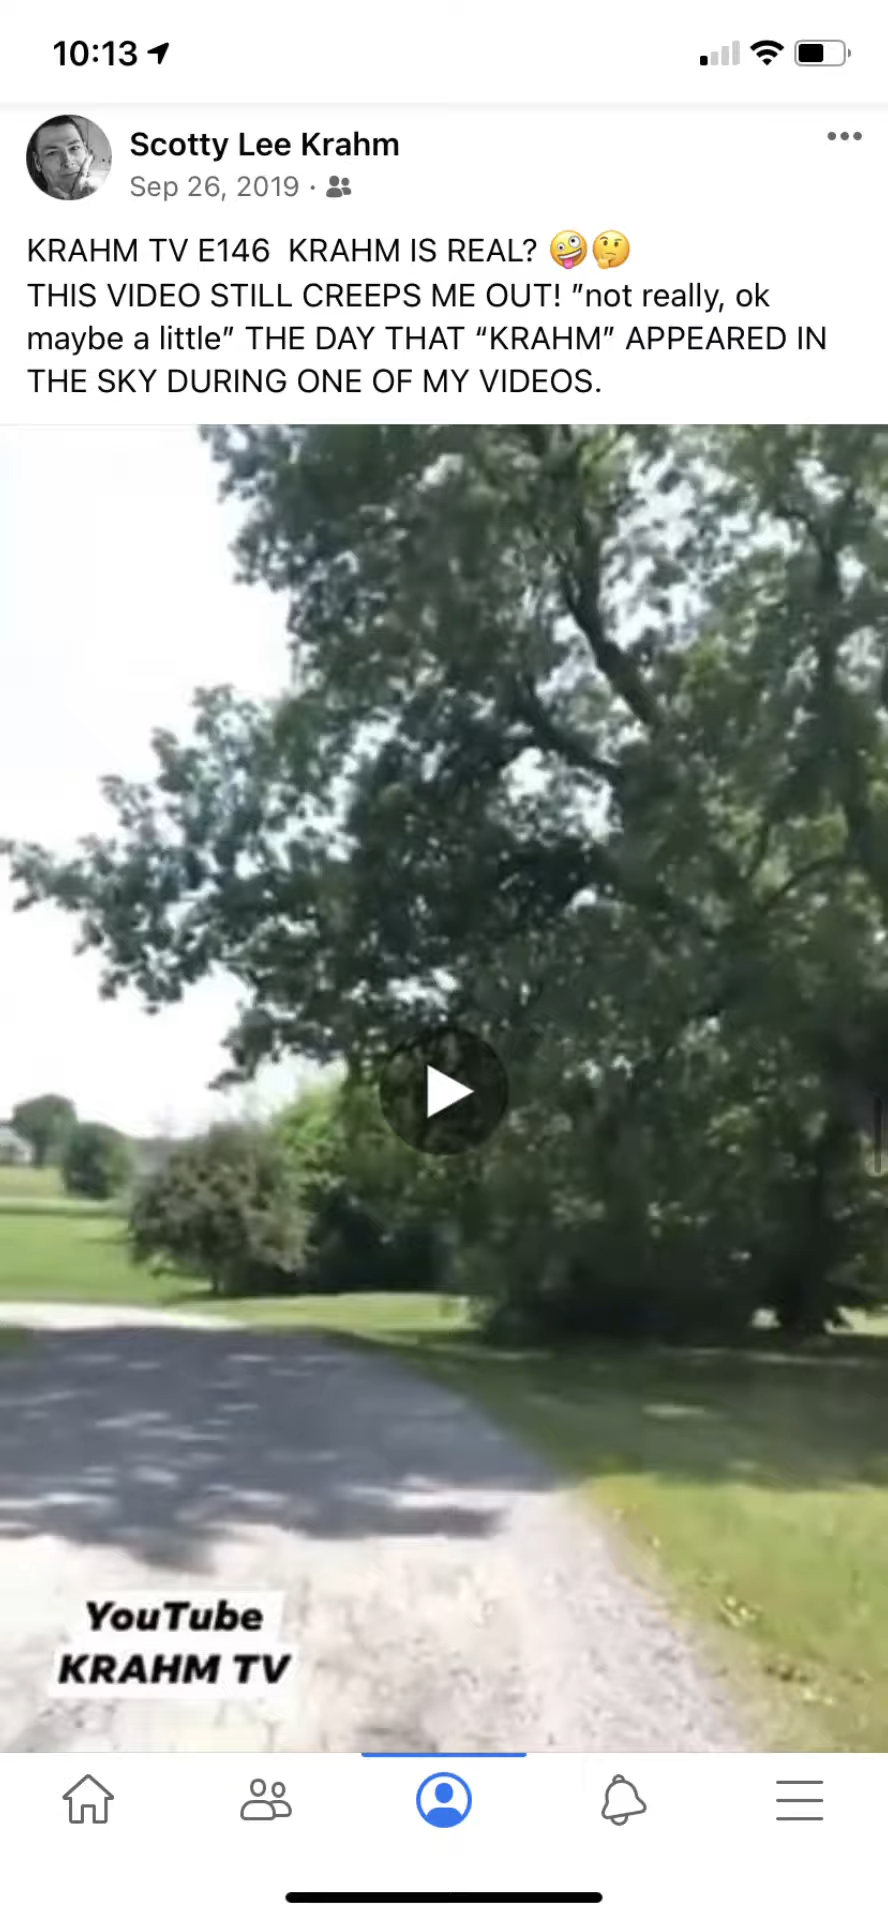 10:13
Scotty Lee Krahm
Sep 26, 2019 ·
KRAHM TV E146 KRAHM IS REAL? 🤪🤔
THIS VIDEO STILL CREEPS ME OUT! "not really, ok
maybe a little" THE DAY THAT “KRAHM” APPEARED IN
THE SKY DURING ONE OF MY VIDEOS.
YouTube
KRAHM TV